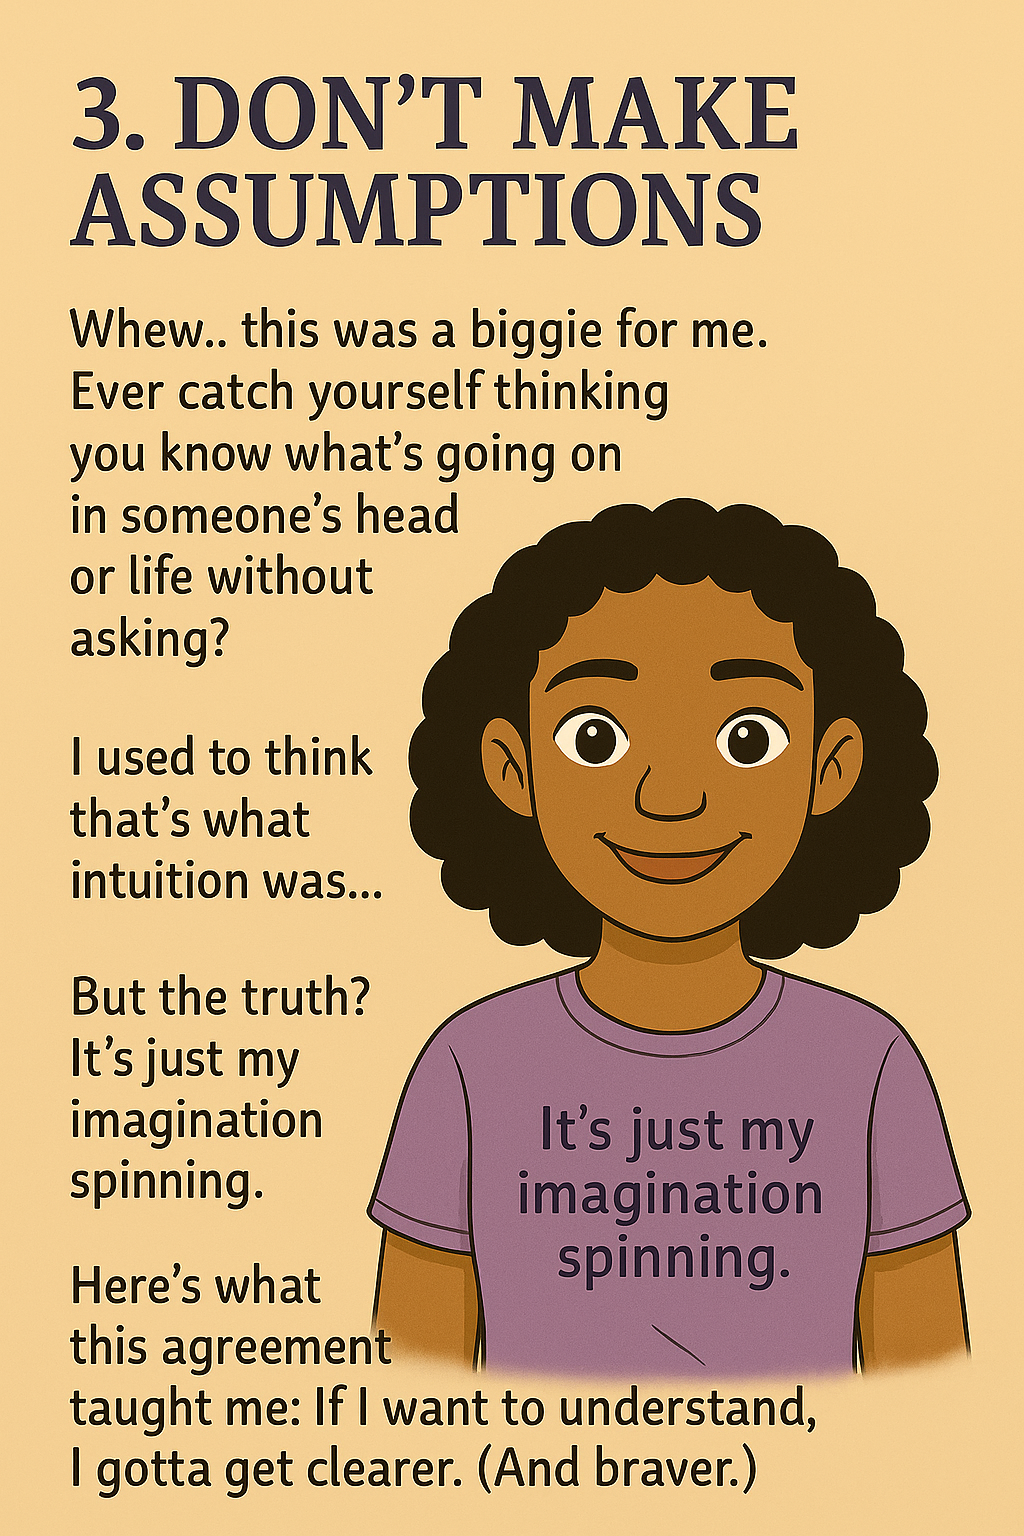 3. DON’T MAKE
ASSUMPTIONS
Whew.. this was a biggie for me.
Ever catch yourself thinking
you know what’s going on
in someone’s head
or life without
asking?
I used to think
that’s what
intuition was...
But the truth?
It’s just my
imagination
spinning.
It’s just my
imagination
spinning.
Here’s what
this agreement
taught me: If I want to understand,
I gotta get clearer. (And braver.)